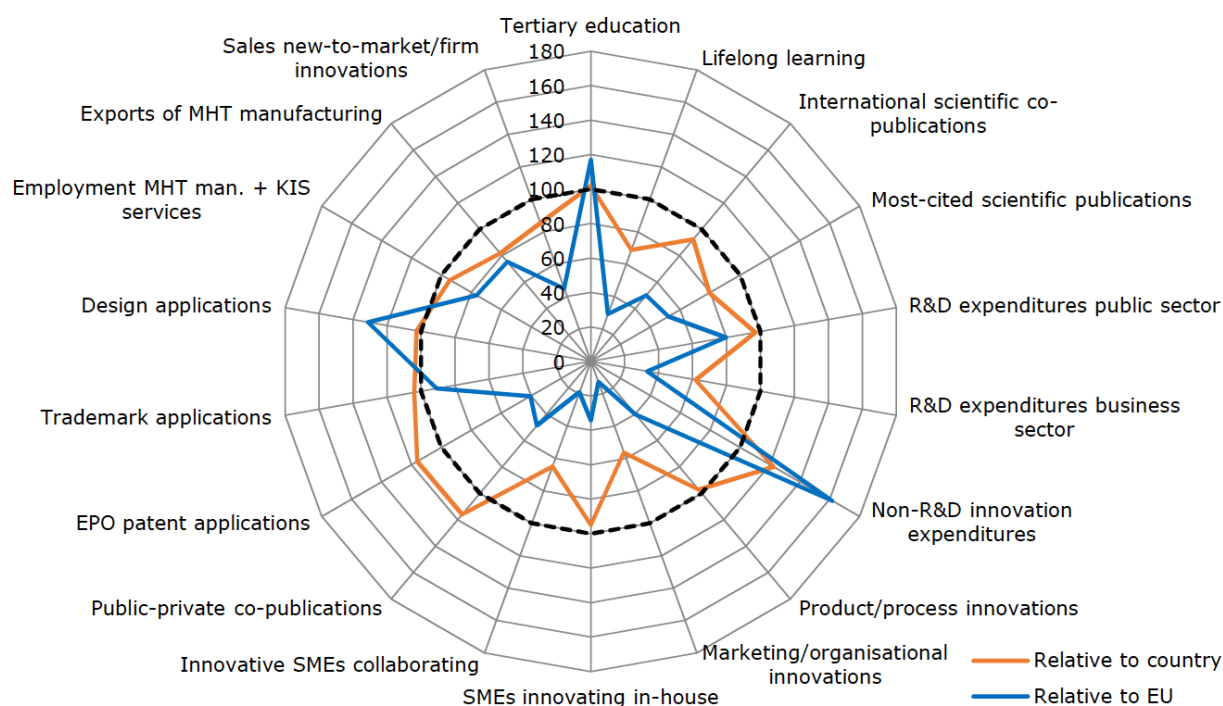 Tertiary education
Sales new-to-market/firm
innovations
Lifelong learning
Exports of MHT manufacturing
International scientific co-
publications
Employment MHT man. + KIS
services
Most-cited scientific publications
Design applications
R&D expenditures public sector
Trademark applications
R&D expenditures business
sector
EPO patent applications
Non-R&D innovation
expenditures
Public-private co-publications
Product/process innovations
Innovative SMEs collaborating
Marketing/organisational
innovations
SMEs innovating in-house
180
160
140
120
100
80
60
40
20
0
Relative to country
Relative to EU